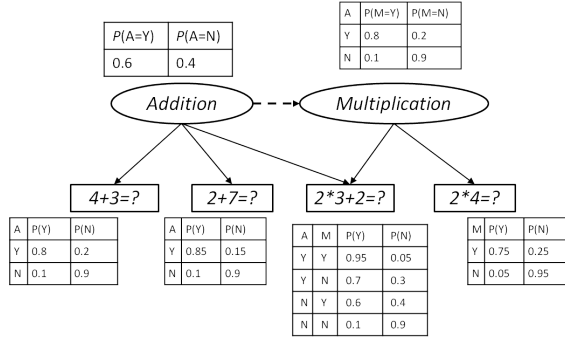 A P(M=Y) P(M=N)
Y 0.8 0.2
N 0.1 0.9
P(A=Y) P(A=N)
0.6 0.4
Addition Multiplication
4+3=? 2+7=? 2*3+2=? 2*4=?
A P(Y) P(N)
Y 0.8 0.2
N 0.1 0.9
A P(Y) P(N)
Y 0.85 0.15
N 0.1 0.9
A M P(Y) P(N)
Y Y 0.95 0.05
Y N 0.7 0.3
N Y 0.6 0.4
N N 0.1 0.9
M P(Y) P(N)
Y 0.75 0.25
N 0.05 0.95